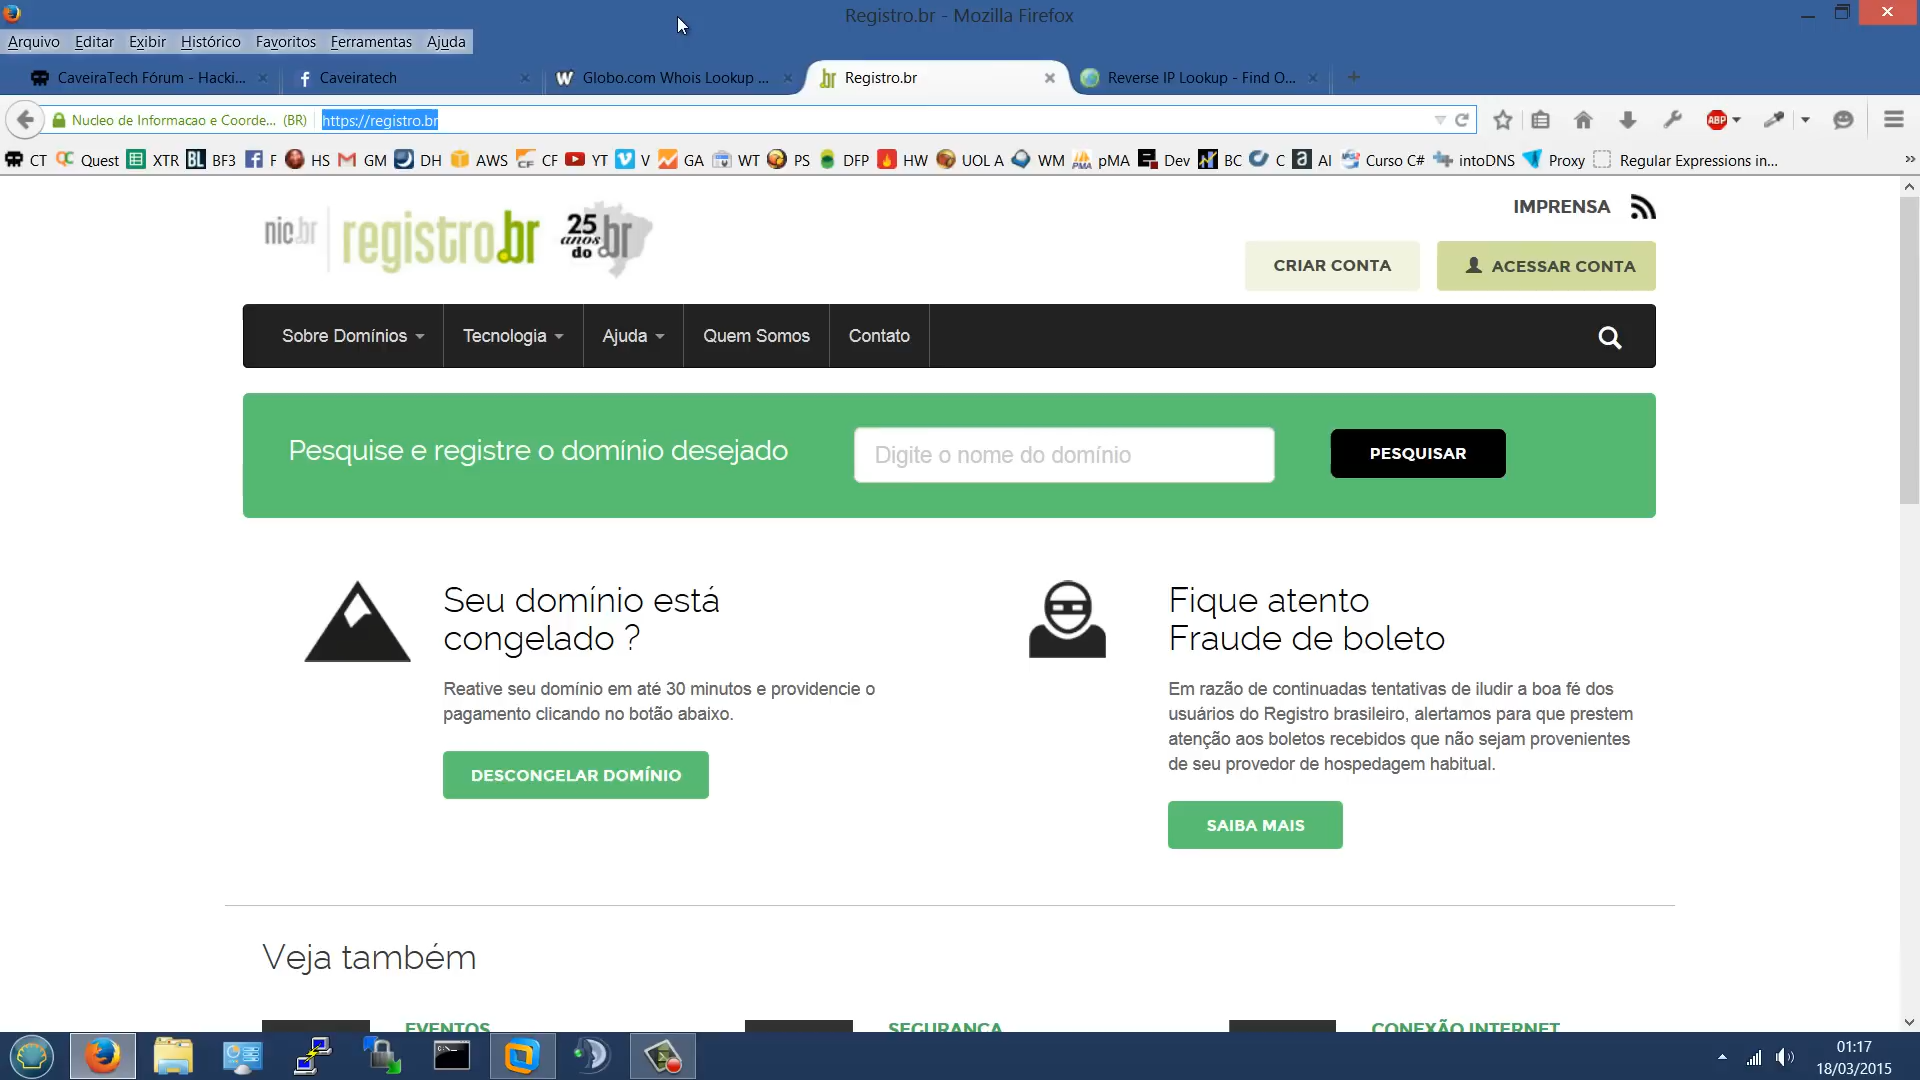 Registro.br - Mozilla Firefox
Arquivo Editar Exibir Histórico Favoritos Ferramentas Ajuda
CaveiraTech Fórum - Hacki... Caveiratech Globo.com Whois Lookup ... Registro.br Reverse IP Lookup - Find O...
Nucleo de Informacao e Coorde... (BR) https://registro.br ABP
CT Quest XTR BF3 F HS GM DH AWS CF YT V GA WT PS DFP HW UOL A WM pMA Dev BC C AI Curso C# intoDNS Proxy Regular Expressions in...
IMPRENSA
nic.br registro.br 25 anos do .br
CRIAR CONTA ACESSAR CONTA
Sobre Domínios Tecnologia Ajuda Quem Somos Contato
Pesquise e registre o domínio desejado Digite o nome do domínio PESQUISAR
Seu domínio está
congelado ?
Reative seu domínio em até 30 minutos e providencie o
pagamento clicando no botão abaixo.
DESCONGELAR DOMÍNIO
Fique atento
Fraude de boleto
Em razão de continuadas tentativas de iludir a boa fé dos
usuários do Registro brasileiro, alertamos para que prestem
atenção aos boletos recebidos que não sejam provenientes
de seu provedor de hospedagem habitual.
SAIBA MAIS
Veja também
EVENTOS SEGURANÇA CONEXÃO INTERNET
01:17
18/03/2015